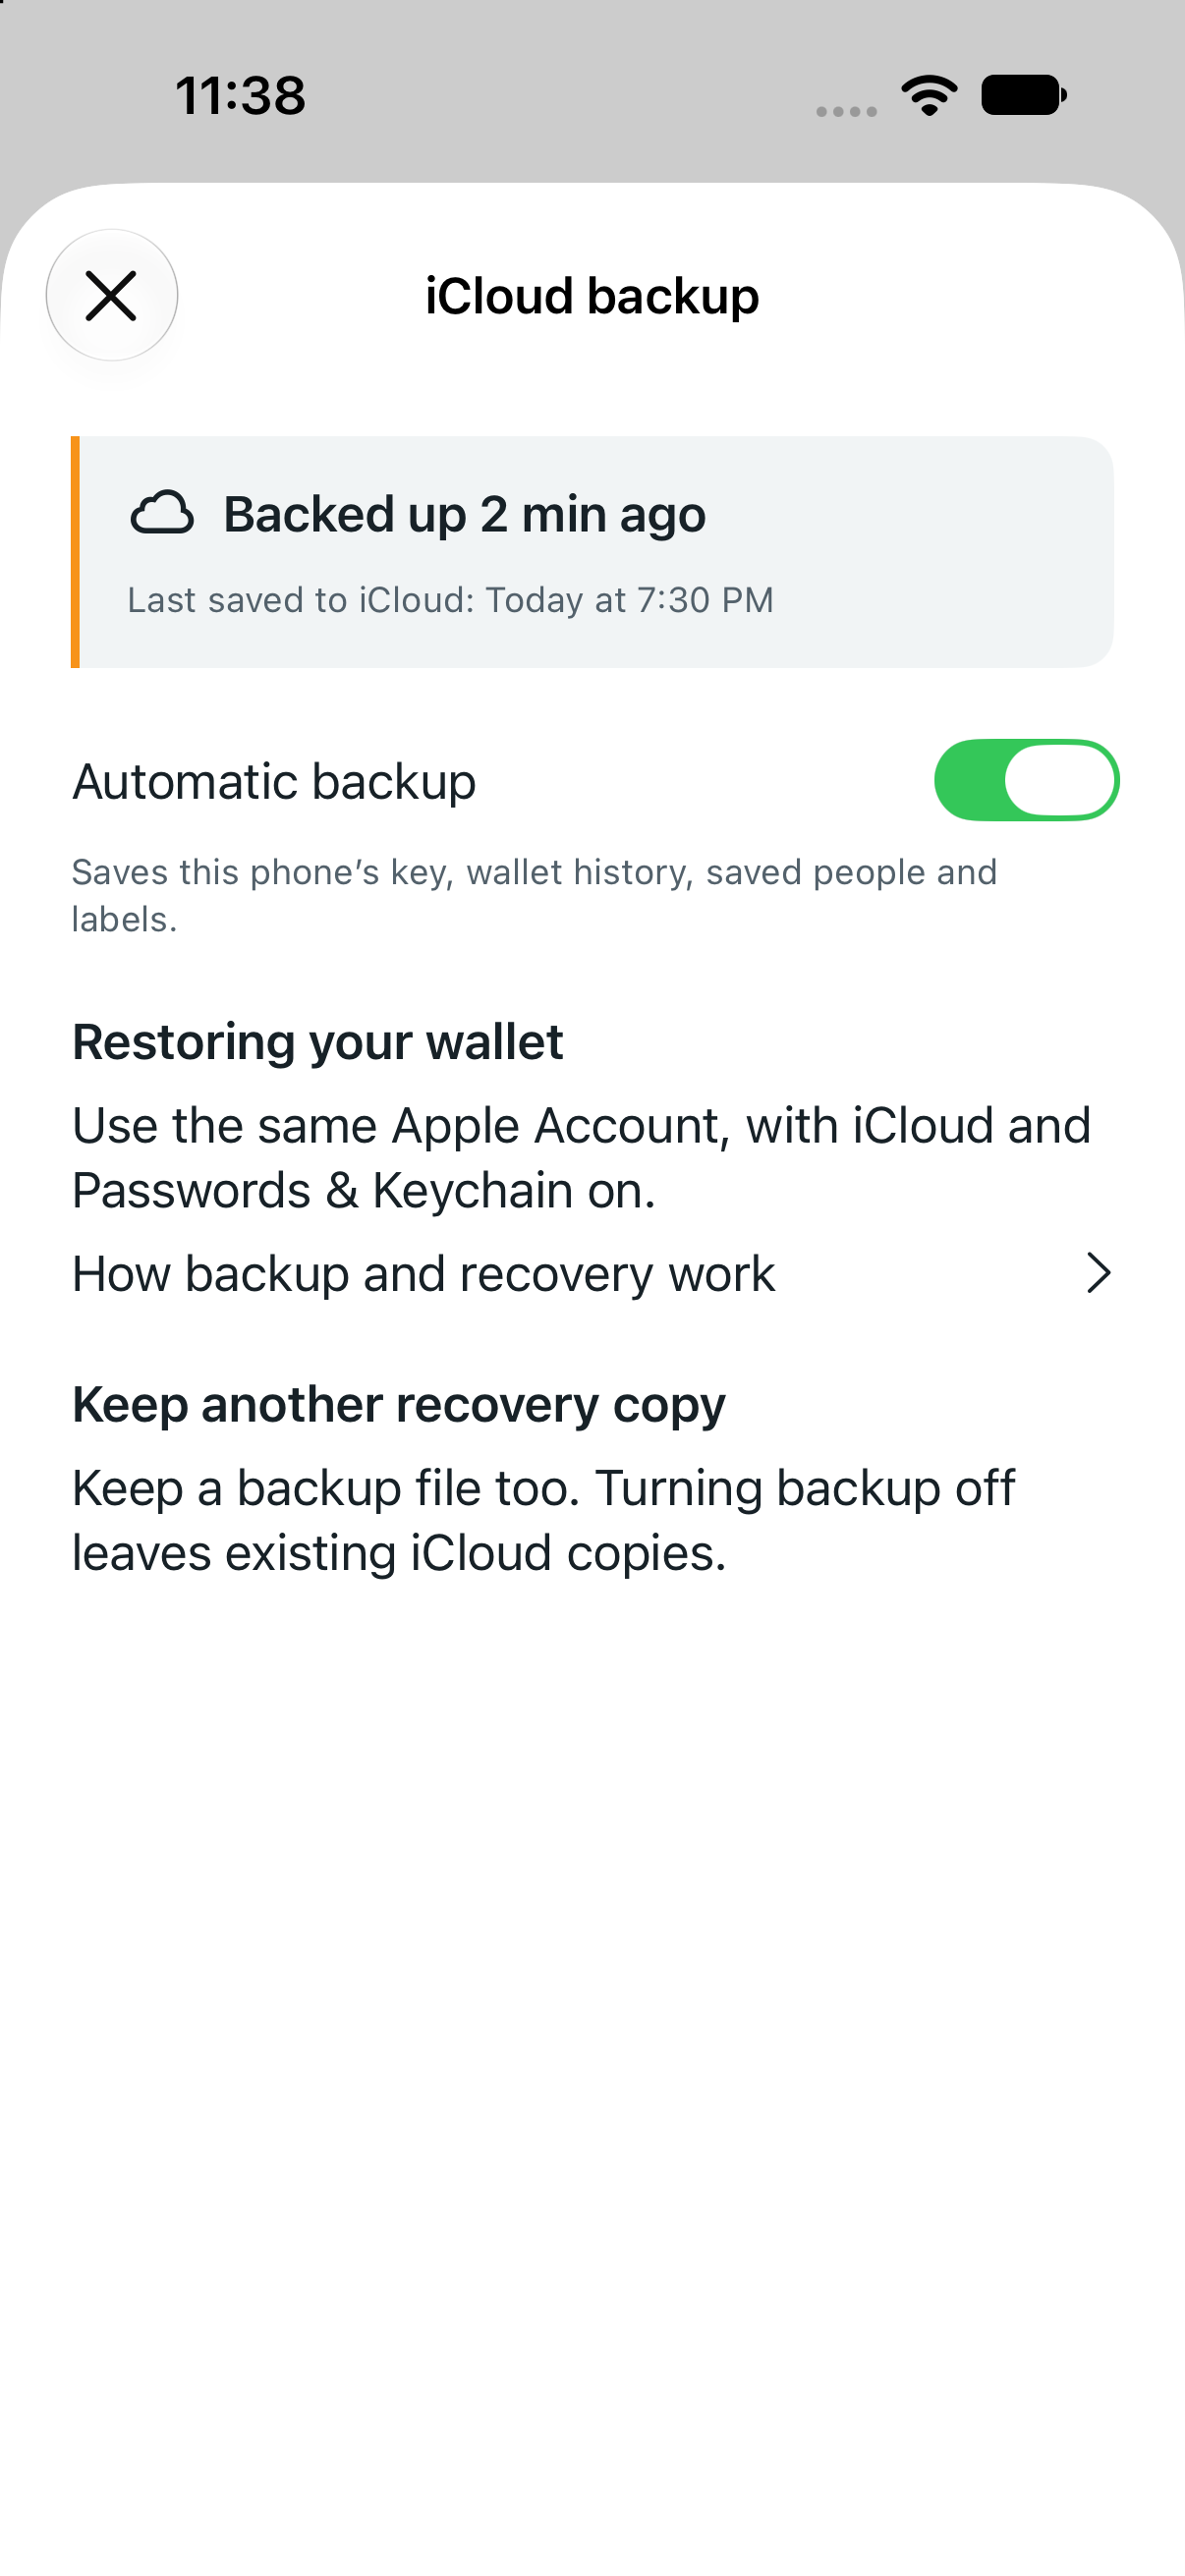 11:38
iCloud backup
Backed up 2 min ago
Last saved to iCloud: Today at 7:30 PM
Automatic backup
Saves this phone’s key, wallet history, saved people and
labels.
Restoring your wallet
Use the same Apple Account, with iCloud and
Passwords & Keychain on.
How backup and recovery work
Keep another recovery copy
Keep a backup file too. Turning backup off
leaves existing iCloud copies.